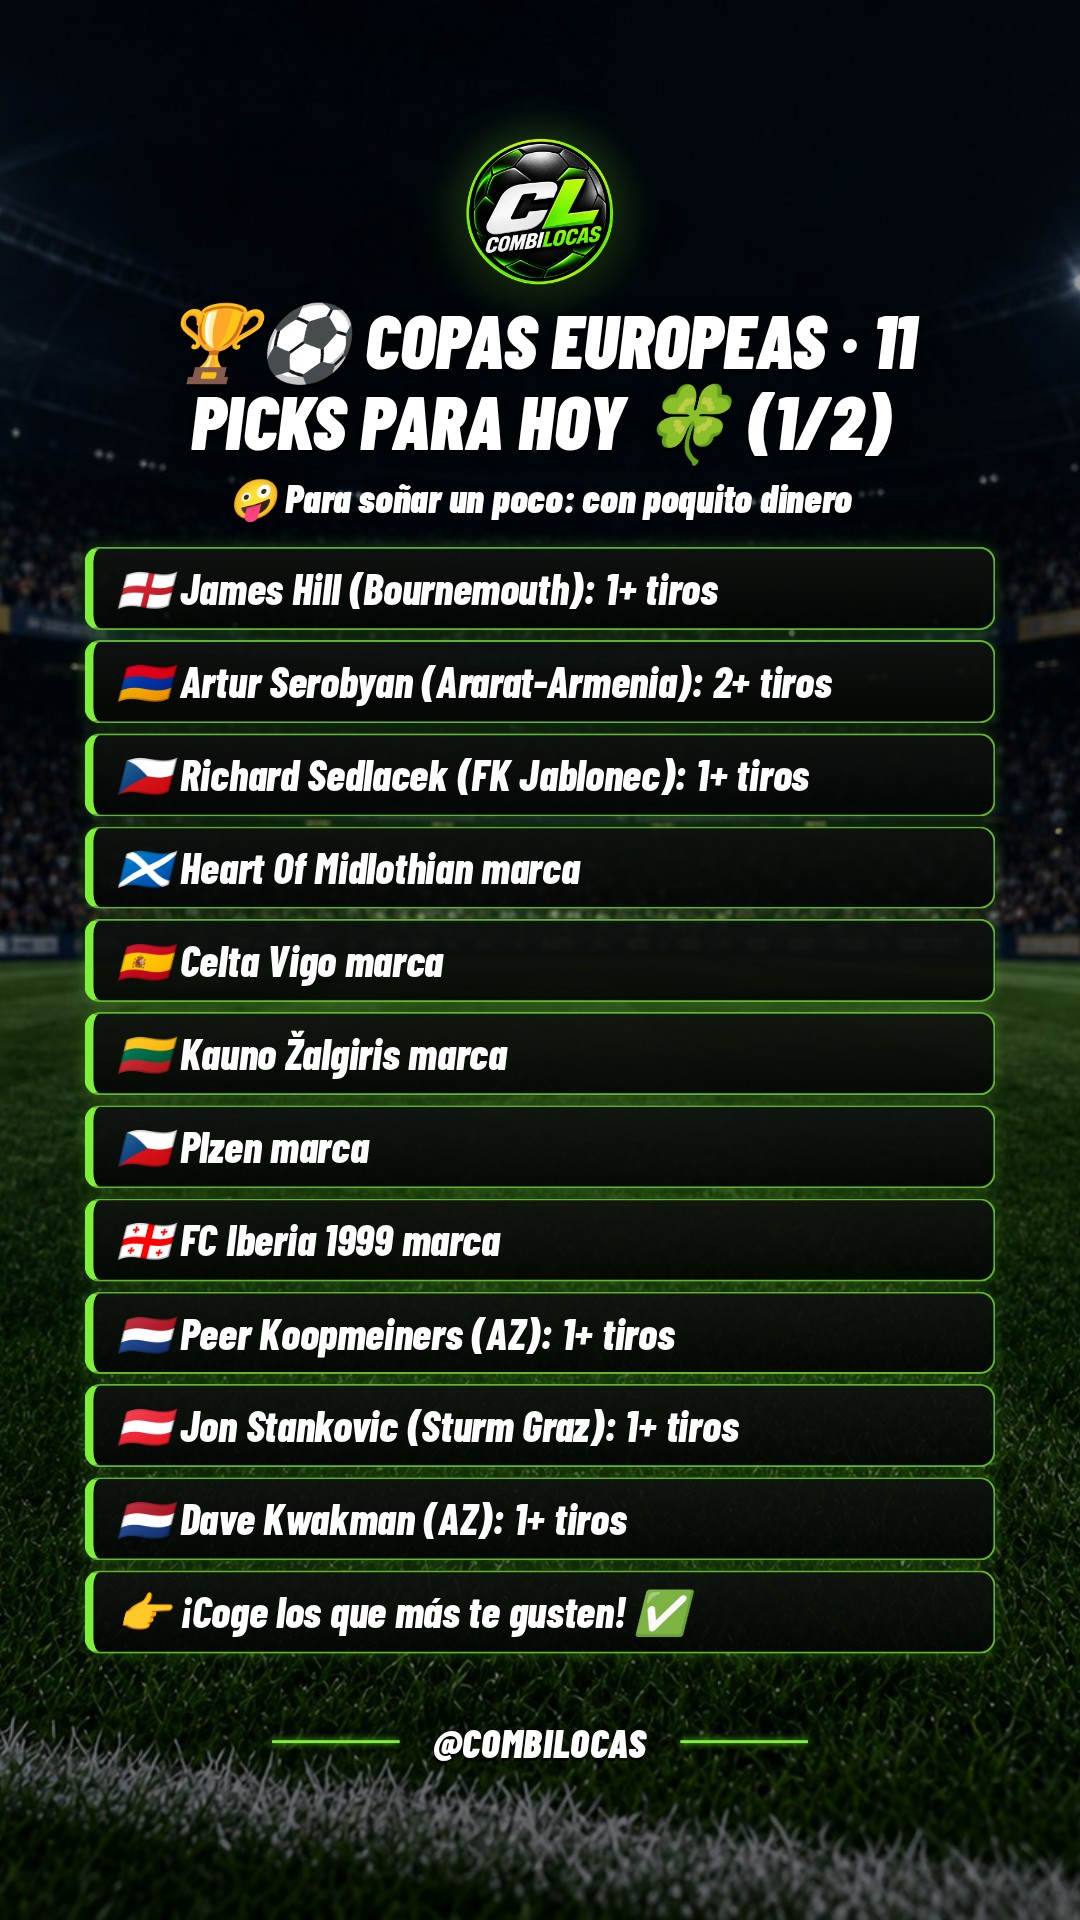 CL
COMBILOCAS
🏆⚽ COPAS EUROPEAS · 11
PICKS PARA HOY 🍀 (1/2)
🤪 Para soñar un poco: con poquito dinero
🏴󠁧󠁢󠁥󠁮󠁧󠁿 James Hill (Bournemouth): 1+ tiros
🇦🇲 Artur Serobyan (Ararat-Armenia): 2+ tiros
🇨🇿 Richard Sedlacek (FK Jablonec): 1+ tiros
🏴󠁧󠁢󠁳󠁣󠁴󠁿 Heart Of Midlothian marca
🇪🇸 Celta Vigo marca
🇱🇹 Kauno Žalgiris marca
🇨🇿 Plzen marca
🇬🇪 FC Iberia 1999 marca
🇳🇱 Peer Koopmeiners (AZ): 1+ tiros
🇦🇹 Jon Stankovic (Sturm Graz): 1+ tiros
🇳🇱 Dave Kwakman (AZ): 1+ tiros
👉 ¡Coge los que más te gusten! ✅
@COMBILOCAS